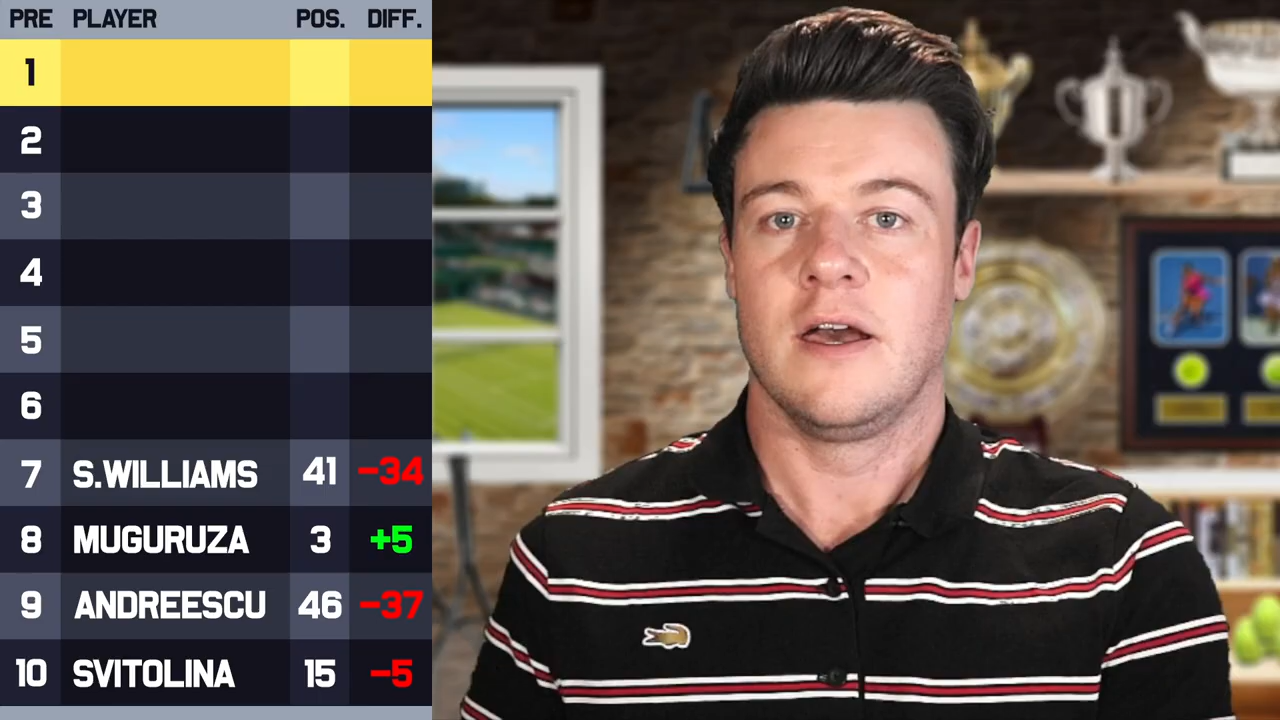 PRE PLAYER POS. DIFF.
1
2
3
4
5
6
7 S.WILLIAMS 41 −34
8 MUGURUZA 3 +5
9 ANDREESCU 46 −37
10 SVITOLINA 15 −5